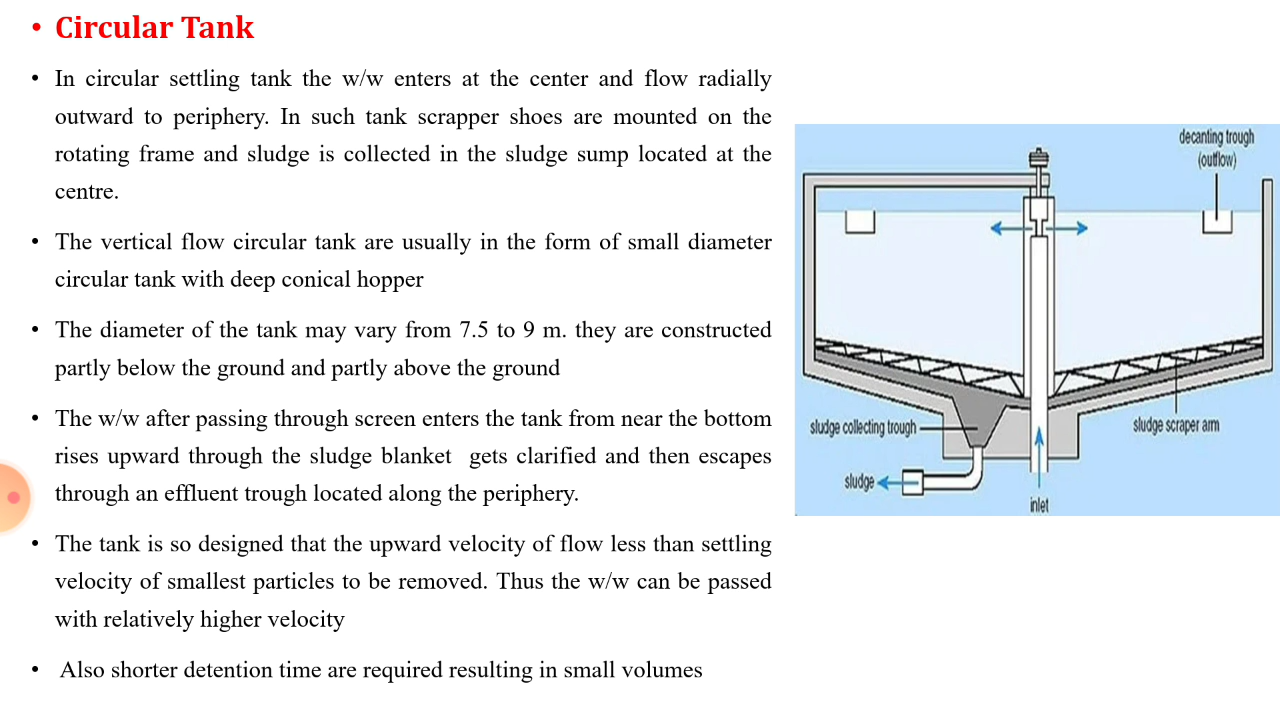 • Circular Tank
• In circular settling tank the w/w enters at the center and flow radially
outward to periphery. In such tank scrapper shoes are mounted on the
rotating frame and sludge is collected in the sludge sump located at the
centre.
• The vertical flow circular tank are usually in the form of small diameter
circular tank with deep conical hopper
• The diameter of the tank may vary from 7.5 to 9 m. they are constructed
partly below the ground and partly above the ground
• The w/w after passing through screen enters the tank from near the bottom
rises upward through the sludge blanket  gets clarified and then escapes
through an effluent trough located along the periphery.
• The tank is so designed that the upward velocity of flow less than settling
velocity of smallest particles to be removed. Thus the w/w can be passed
with relatively higher velocity
• Also shorter detention time are required resulting in small volumes
decanting trough
(outflow)
sludge collecting trough
sludge scraper arm
sludge
inlet